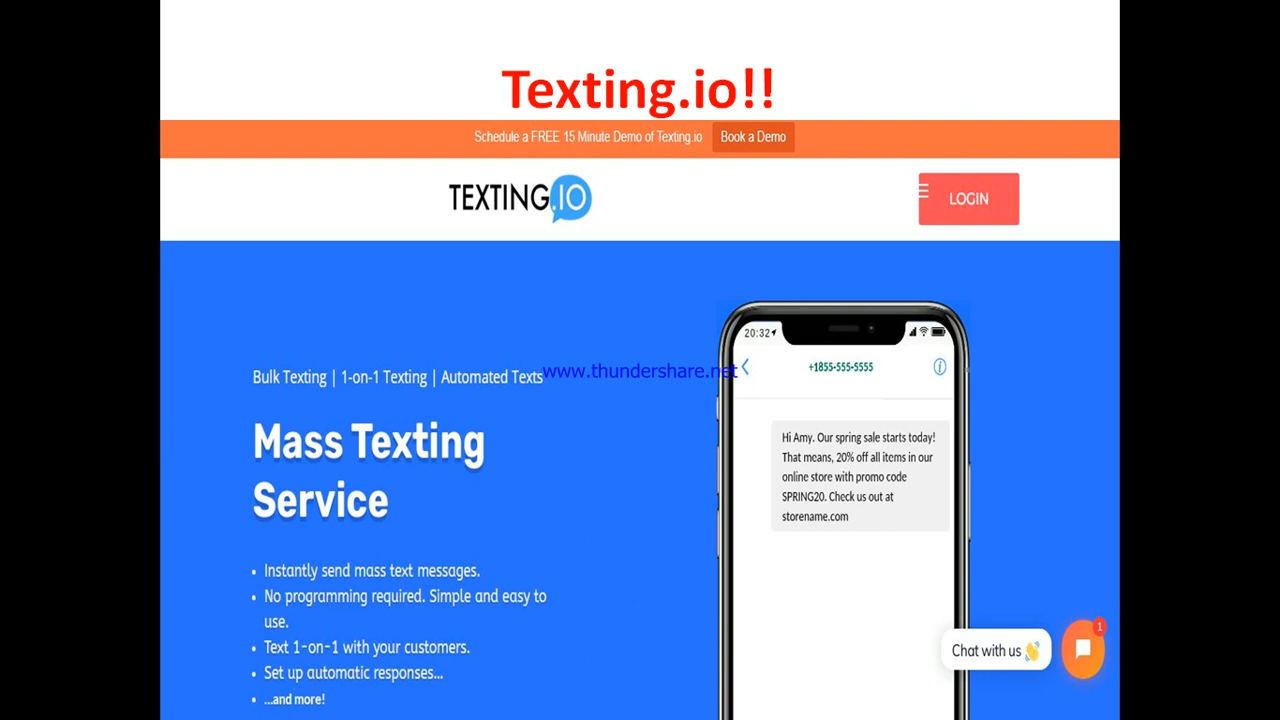 Texting.io!!
Schedule a FREE 15 Minute Demo of Texting.io Book a Demo
TEXTING.IO
LOGIN
20:32
+1855-555-5555
www.thundershare.net
Bulk Texting | 1-on-1 Texting | Automated Texts
Mass Texting
Service
Hi Amy. Our spring sale starts today!
That means, 20% off all items in our
online store with promo code
SPRING20. Check us out at
storename.com
• Instantly send mass text messages.
• No programming required. Simple and easy to
use.
• Text 1-on-1 with your customers.
• Set up automatic responses...
• ...and more!
Chat with us 👋
1